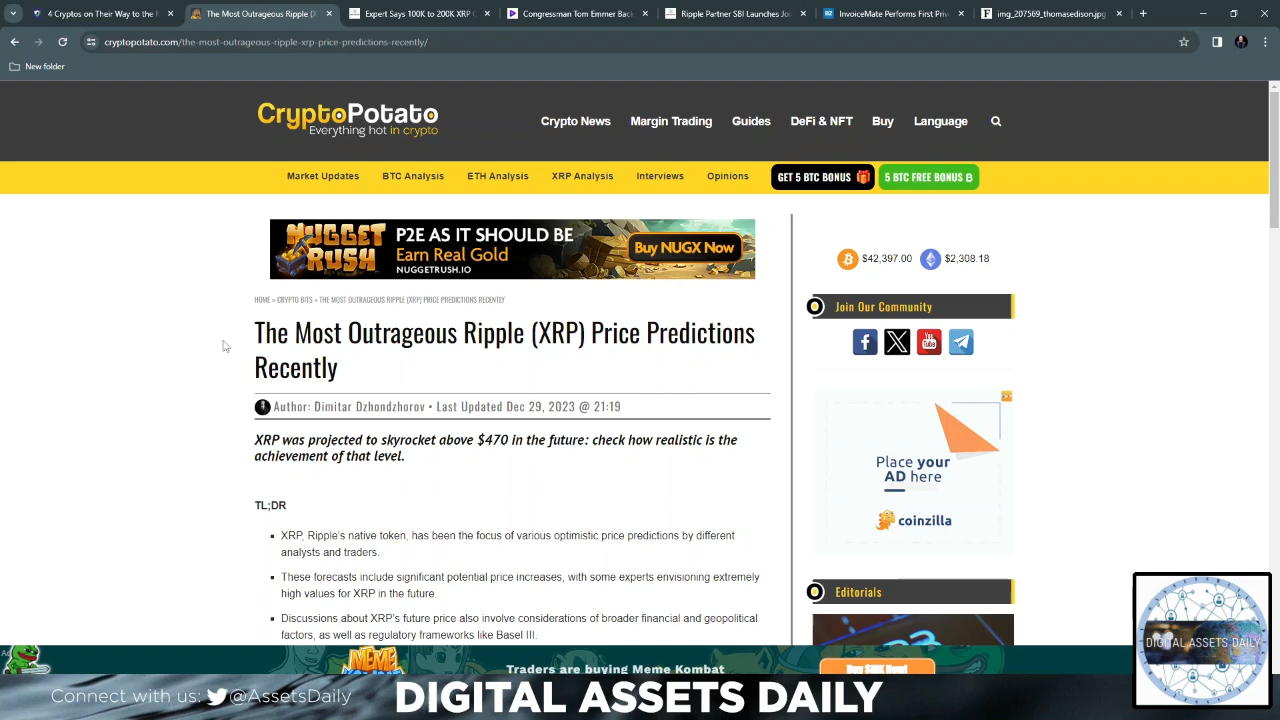 4 Cryptos on Their Way to the
The Most Outrageous Ripple (
Expert Says 100K to 200K XRP
Congressman Tom Emmer Back
Ripple Partner SBI Launches Jo
InvoiceMate Performs First Pri
img_207569_thomasedison.jpg
cryptopotato.com/the-most-outrageous-ripple-xrp-price-predictions-recently/
New folder
CryptoPotato
Everything hot in crypto
Crypto News
Margin Trading
Guides
DeFi & NFT
Buy
Language
Market Updates
BTC Analysis
ETH Analysis
XRP Analysis
Interviews
Opinions
GET 5 BTC BONUS
5 BTC FREE BONUS
NUGGET RUSH
P2E AS IT SHOULD BE
Earn Real Gold
NUGGETRUSH.IO
Buy NUGX Now
$42,397.00
$2,308.18
HOME » CRYPTO BITS » THE MOST OUTRAGEOUS RIPPLE (XRP) PRICE PREDICTIONS RECENTLY
The Most Outrageous Ripple (XRP) Price Predictions
Recently
Author: Dimitar Dzhondzhorov • Last Updated Dec 29, 2023 @ 21:19
XRP was projected to skyrocket above $470 in the future: check how realistic is the
achievement of that level.
TL;DR
XRP, Ripple's native token, has been the focus of various optimistic price predictions by different
analysts and traders.
These forecasts include significant potential price increases, with some experts envisioning extremely
high values for XRP in the future.
Discussions about XRP's future price also involve considerations of broader financial and geopolitical
factors, as well as regulatory frameworks like Basel III.
Join Our Community
You
Tube
Place your
AD here
coinzilla
Editorials
Ad
MEME
Traders are buying Meme Kombat
Buy $MK Now!
DIGITAL ASSETS DAILY
Connect with us: @AssetsDaily
DIGITAL ASSETS DAILY